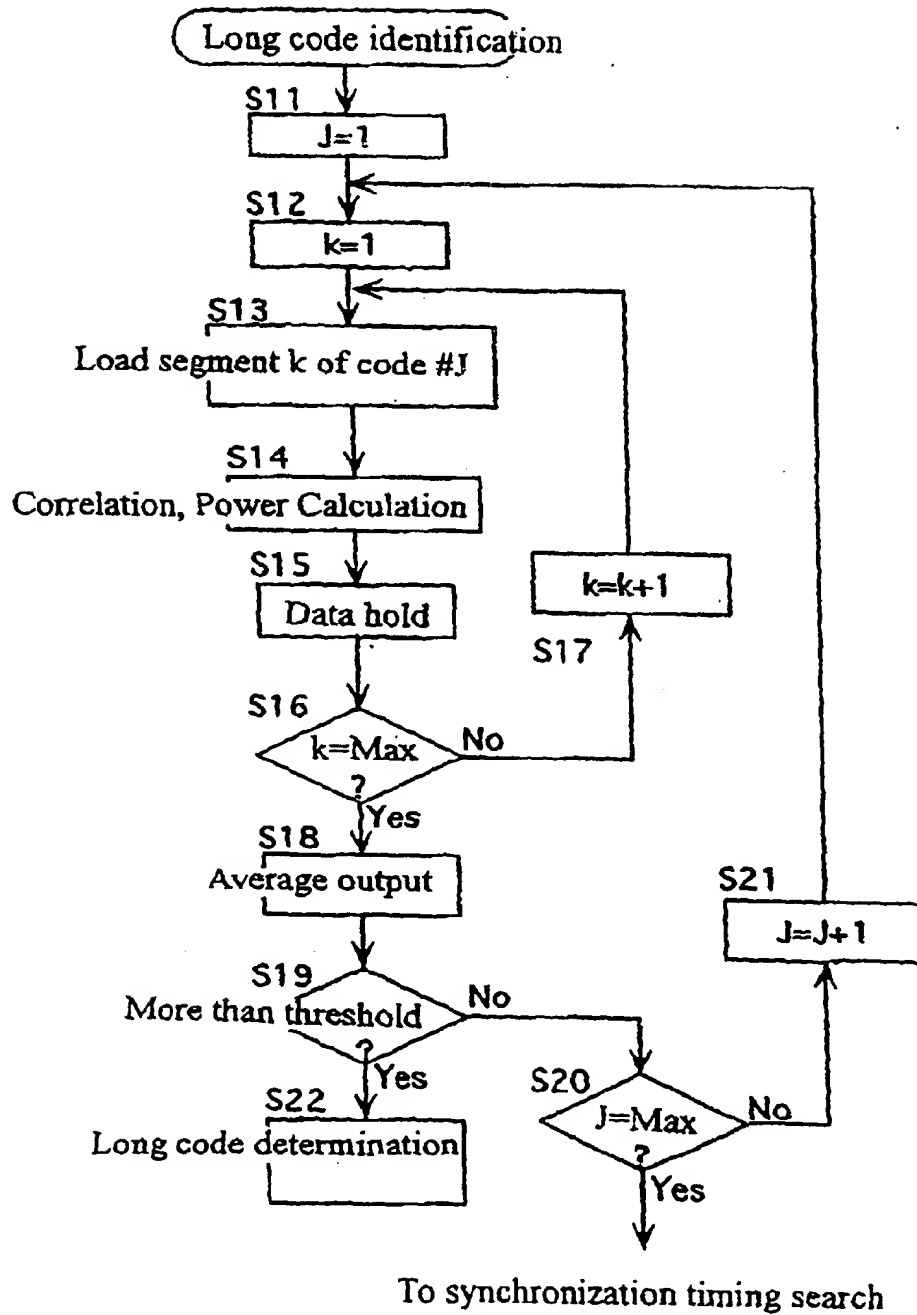 Long code identification
S11
J=1
S12
k=1
S13
Load segment k of code #J
S14
Correlation, Power Calculation
S15
Data hold
k=k+1
S17
S16
k=Max
?
No
Yes
S18
Average output
S21
J=J+1
S19
More than threshold
?
No
Yes
S20
J=Max
?
No
Yes
S22
Long code determination
To synchronization timing search